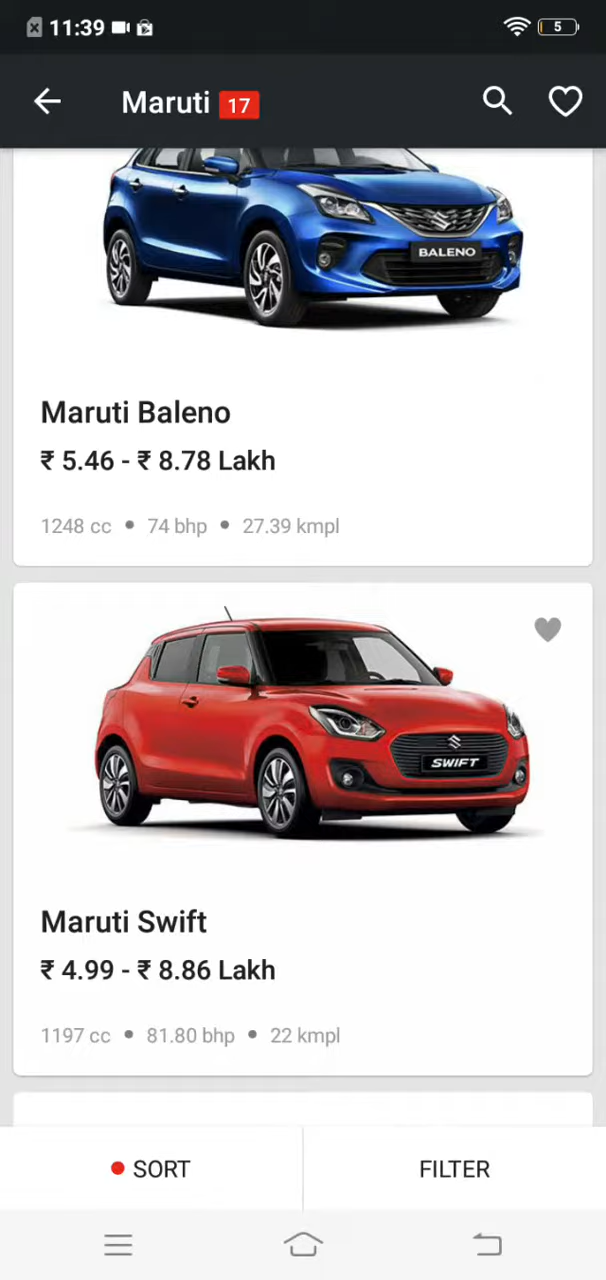 11:39
5
Maruti 17
BALENO
Maruti Baleno
₹ 5.46 - ₹ 8.78 Lakh
1248 cc • 74 bhp • 27.39 kmpl
SWIFT
Maruti Swift
₹ 4.99 - ₹ 8.86 Lakh
1197 cc • 81.80 bhp • 22 kmpl
SORT
FILTER